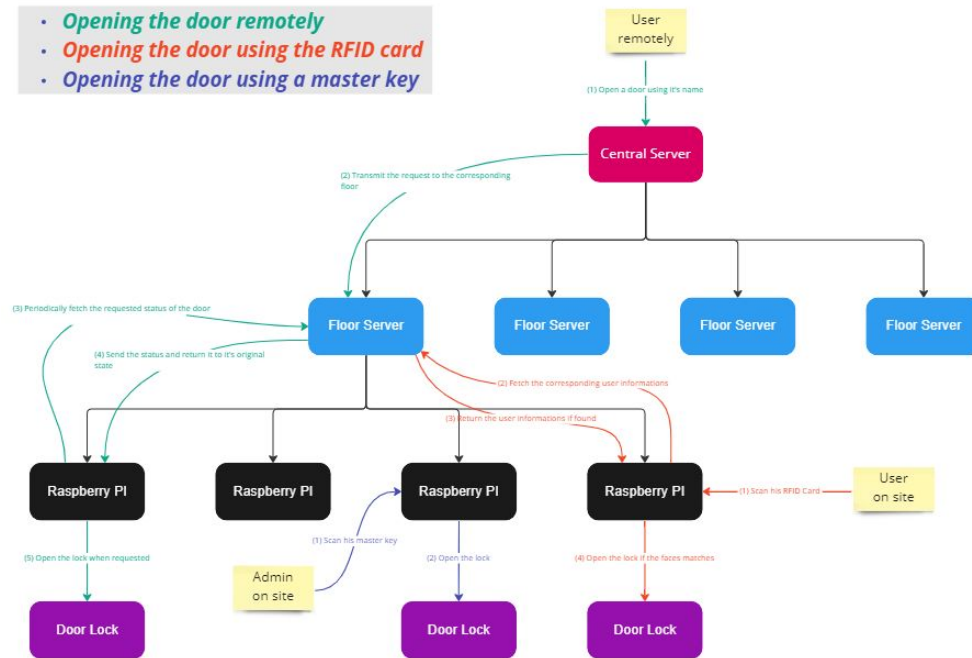 • Opening the door remotely
• Opening the door using the RFID card
• Opening the door using a master key
User
remotely
(1) Open a door using it's name
Central Server
(2) Transmit the request to the corresponding
floor
(3) Periodically fetch the requested status of the door
Floor Server
Floor Server
Floor Server
Floor Server
(4) Send the status and return it to it's original
state
(2) Fetch the corresponding user informations
(3) Return the user informations if found
Raspberry PI
Raspberry PI
Raspberry PI
Raspberry PI
(1) Scan his RFID Card
User
on site
(1) Scan his master key
(5) Open the lock when requested
(2) Open the lock
(4) Open the lock if the faces matches
Admin
on site
Door Lock
Door Lock
Door Lock